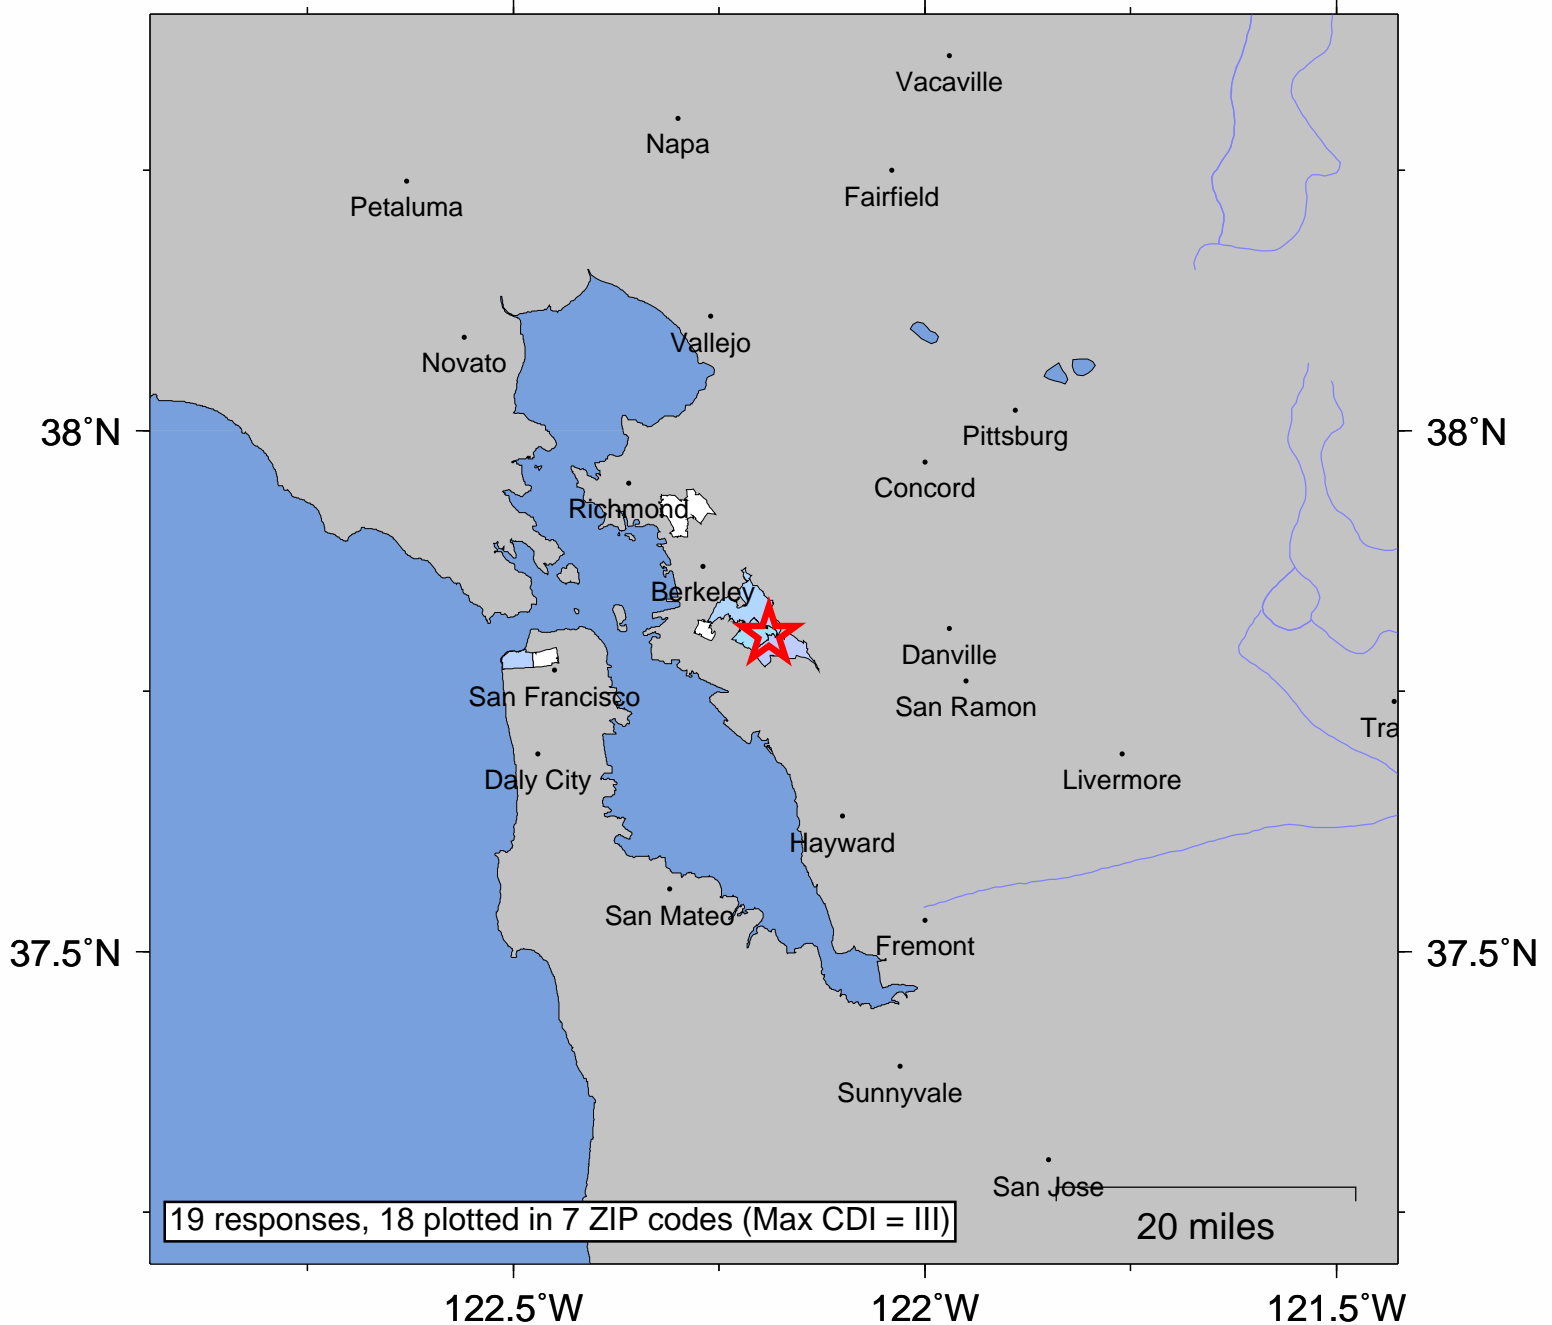 Vacaville
Napa
Fairfield
Petaluma
Vallejo
Novato
38˚N
38˚N
Pittsburg
Concord
Richmond
Berkeley
Danville
San Francisco
San Ramon
Tra
Daly City
Livermore
Hayward
San Mateo
Fremont
37.5˚N
37.5˚N
Sunnyvale
San Jose
19 responses, 18 plotted in 7 ZIP codes (Max CDI = III)
20 miles
122.5˚W
122˚W
121.5˚W